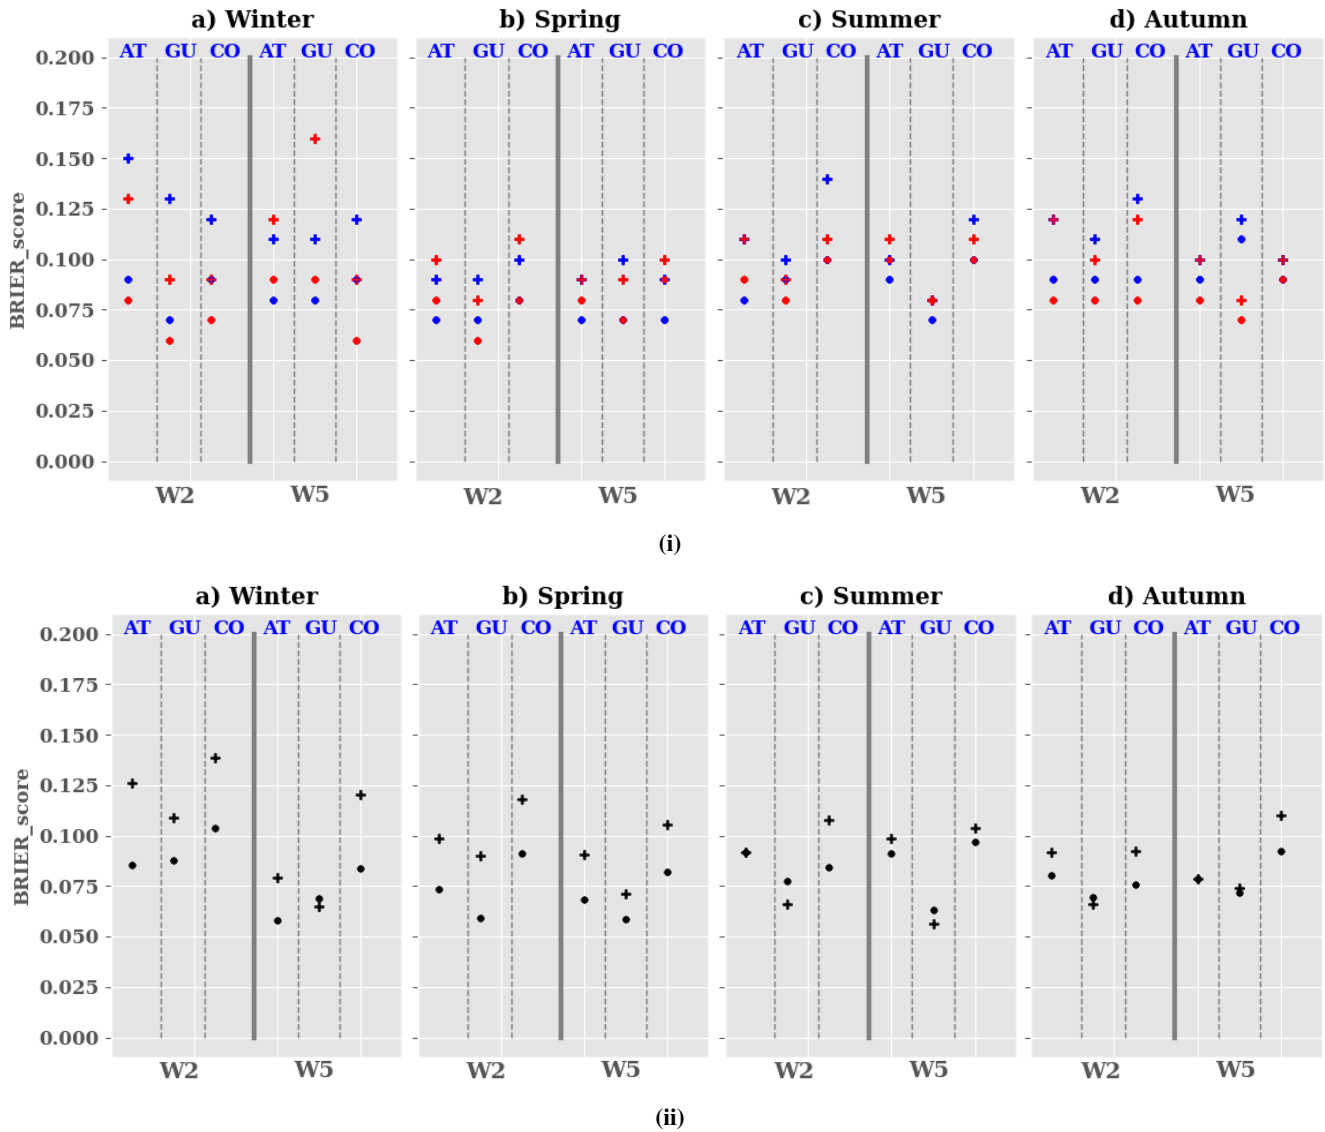 a) Winter b) Spring c) Summer d) Autumn
AT GU CO AT GU CO AT GU CO AT GU CO AT GU CO AT GU CO AT GU CO AT GU CO
0.200
0.175
0.150
0.125
0.100
0.075
0.050
0.025
0.000
BRIER_score
W2 W5 W2 W5 W2 W5 W2 W5
(i)
a) Winter b) Spring c) Summer d) Autumn
AT GU CO AT GU CO AT GU CO AT GU CO AT GU CO AT GU CO AT GU CO AT GU CO
0.200
0.175
0.150
0.125
0.100
0.075
0.050
0.025
0.000
BRIER_score
W2 W5 W2 W5 W2 W5 W2 W5
(ii)